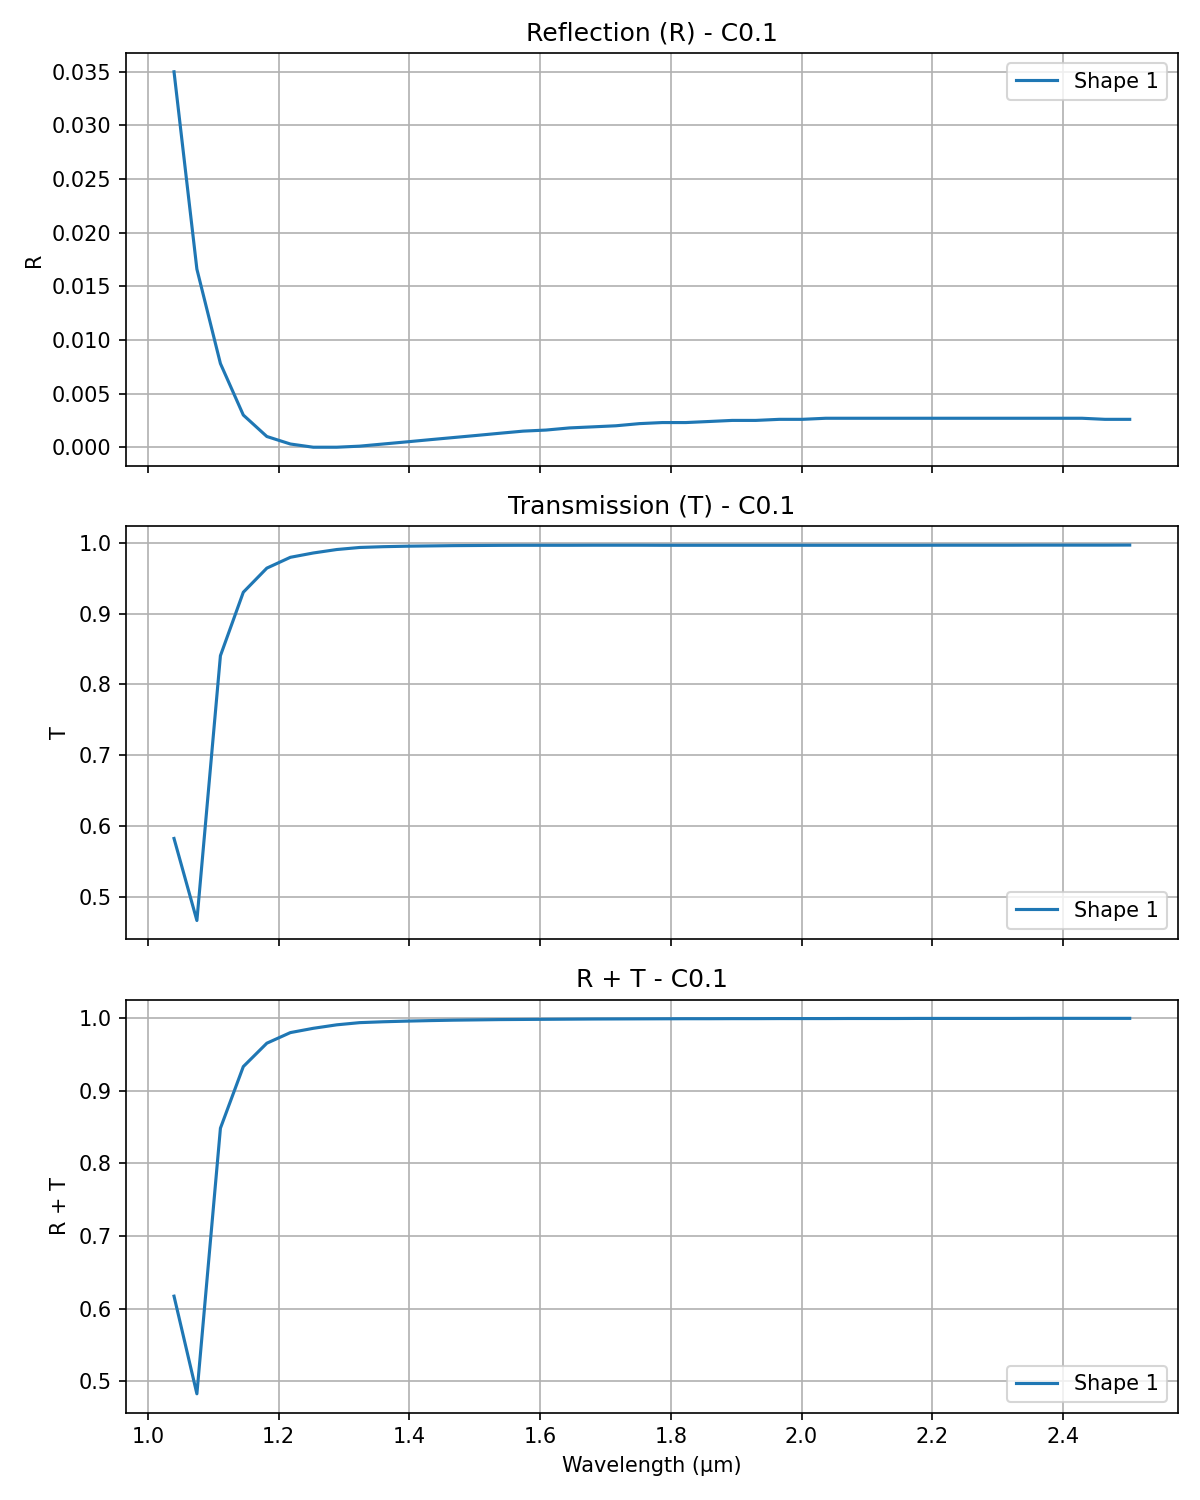 Reflection (R) - C0.1
0.035
0.030
0.025
0.020
0.015
0.010
0.005
0.000
R
Shape 1
Transmission (T) - C0.1
1.0
0.9
0.8
0.7
0.6
0.5
T
Shape 1
R + T - C0.1
1.0
0.9
0.8
0.7
0.6
0.5
R + T
Shape 1
1.0 1.2 1.4 1.6 1.8 2.0 2.2 2.4
Wavelength (μm)